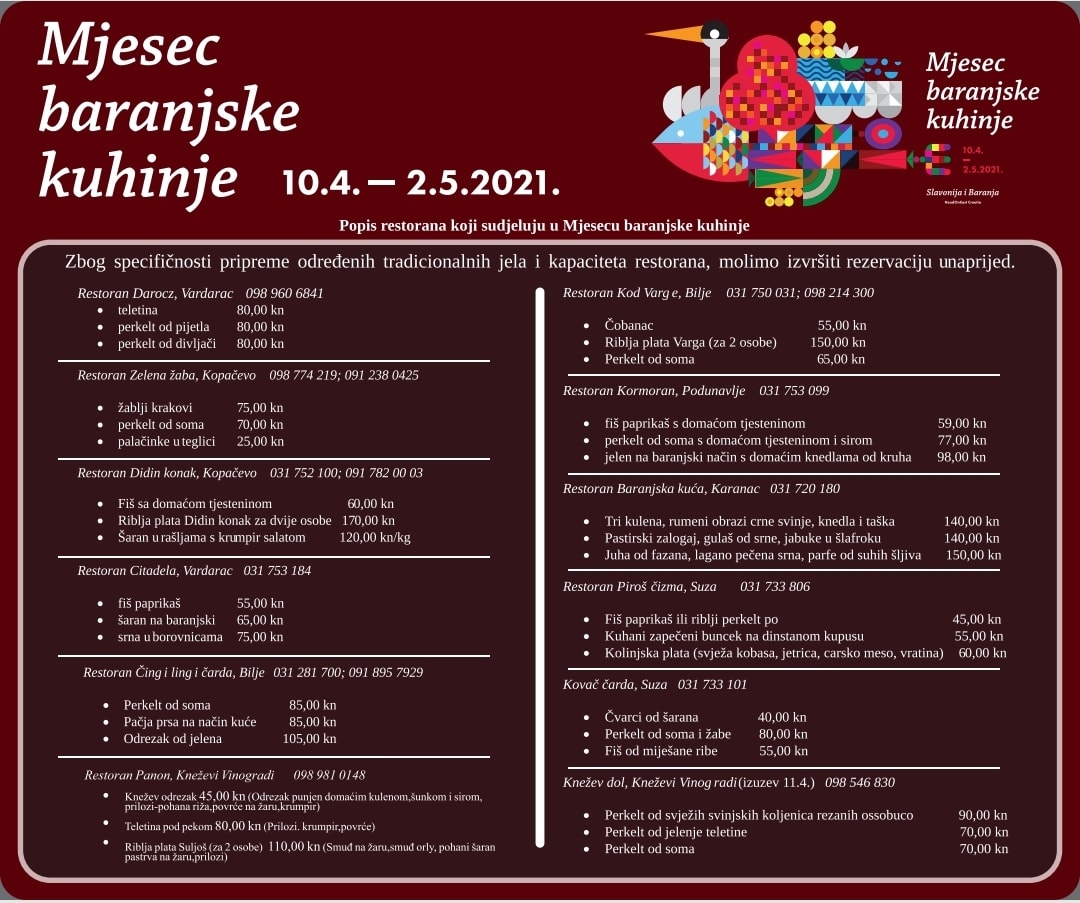 Mjesec
baranjske
kuhinje 10.4. — 2.5.2021.
Mjesec
baranjske
kuhinje
10.4.
—
2.5.2021.
Slavonija i Baranja
Head OnEast Croatia
Popis restorana koji sudjeluju u Mjesecu baranjske kuhinje
Zbog specifičnosti pripreme određenih tradicionalnih jela i kapaciteta restorana, molimo izvršiti rezervaciju unaprijed.
Restoran Darocz, Vardarac 098 960 6841
• teletina 80,00 kn
• perkelt od pijetla 80,00 kn
• perkelt od divljači 80,00 kn
Restoran Zelena žaba, Kopačevo 098 774 219; 091 238 0425
• žablji krakovi 75,00 kn
• perkelt od soma 70,00 kn
• palačinke u teglici 25,00 kn
Restoran Didin konak, Kopačevo 031 752 100; 091 782 00 03
• Fiš sa domaćom tjesteninom 60,00 kn
• Riblja plata Didin konak za dvije osobe 170,00 kn
• Šaran u rašljama s krumpir salatom 120,00 kn/kg
Restoran Citadela, Vardarac 031 753 184
• fiš paprikaš 55,00 kn
• šaran na baranjski 65,00 kn
• srna u borovnicama 75,00 kn
Restoran Čingi lingi čarda, Bilje 031 281 700; 091 895 7929
• Perkelt od soma 85,00 kn
• Pačja prsa na način kuće 85,00 kn
• Odrezak od jelena 105,00 kn
Restoran Panon, Kneževi Vinogradi 098 981 0148
• Knežev odrezak 45,00 kn (Odrezak punjen domaćim kulenom,šunkom i sirom,
prilozi-pohana riža,povrće na žaru,krumpir)
• Teletina pod pekom 80,00 kn (Prilozi. krumpir,povrće)
• Riblja plata Suljoš (za 2 osobe) 110,00 kn (Smuđ na žaru,smuđ orly, pohani šaran
pastrva na žaru,prilozi)
Restoran Kod Varge, Bilje 031 750 031; 098 214 300
• Čobanac 55,00 kn
• Riblja plata Varga (za 2 osobe) 150,00 kn
• Perkelt od soma 65,00 kn
Restoran Kormoran, Podunavlje 031 753 099
• fiš paprikaš s domaćom tjesteninom 59,00 kn
• perkelt od soma s domaćom tjesteninom i sirom 77,00 kn
• jelen na baranjski način s domaćim knedlama od kruha 98,00 kn
Restoran Baranjska kuća, Karanac 031 720 180
• Tri kulena, rumeni obrazi crne svinje, knedla i taška 140,00 kn
• Pastirski zalogaj, gulaš od srne, jabuke u šlafroku 140,00 kn
• Juha od fazana, lagano pečena srna, parfe od suhih šljiva 150,00 kn
Restoran Piroš čizma, Suza 031 733 806
• Fiš paprikaš ili riblji perkelt po 45,00 kn
• Kuhani zapečeni buncek na dinstanom kupusu 55,00 kn
• Kolinjska plata (svježa kobasa, jetrica, carsko meso, vratina) 60,00 kn
Kovač čarda, Suza 031 733 101
• Čvarci od šarana 40,00 kn
• Perkelt od soma i žabe 80,00 kn
• Fiš od miješane ribe 55,00 kn
Knežev dol, Kneževi Vinogradi(izuzev 11.4.) 098 546 830
• Perkelt od svježih svinjskih koljenica rezanih ossobuco 90,00 kn
• Perkelt od jelenje teletine 70,00 kn
• Perkelt od soma 70,00 kn